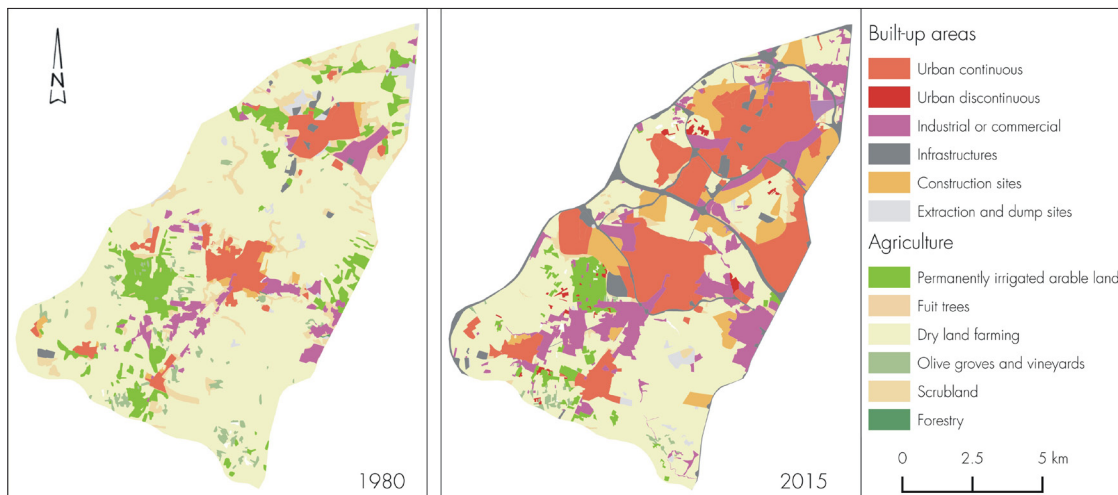 N
1980
2015
Built-up areas
Urban continuous
Urban discontinuous
Industrial or commercial
Infrastructures
Construction sites
Extraction and dump sites
Agriculture
Permanently irrigated arable land
Fuit trees
Dry land farming
Olive groves and vineyards
Scrubland
Forestry
0 2.5 5 km